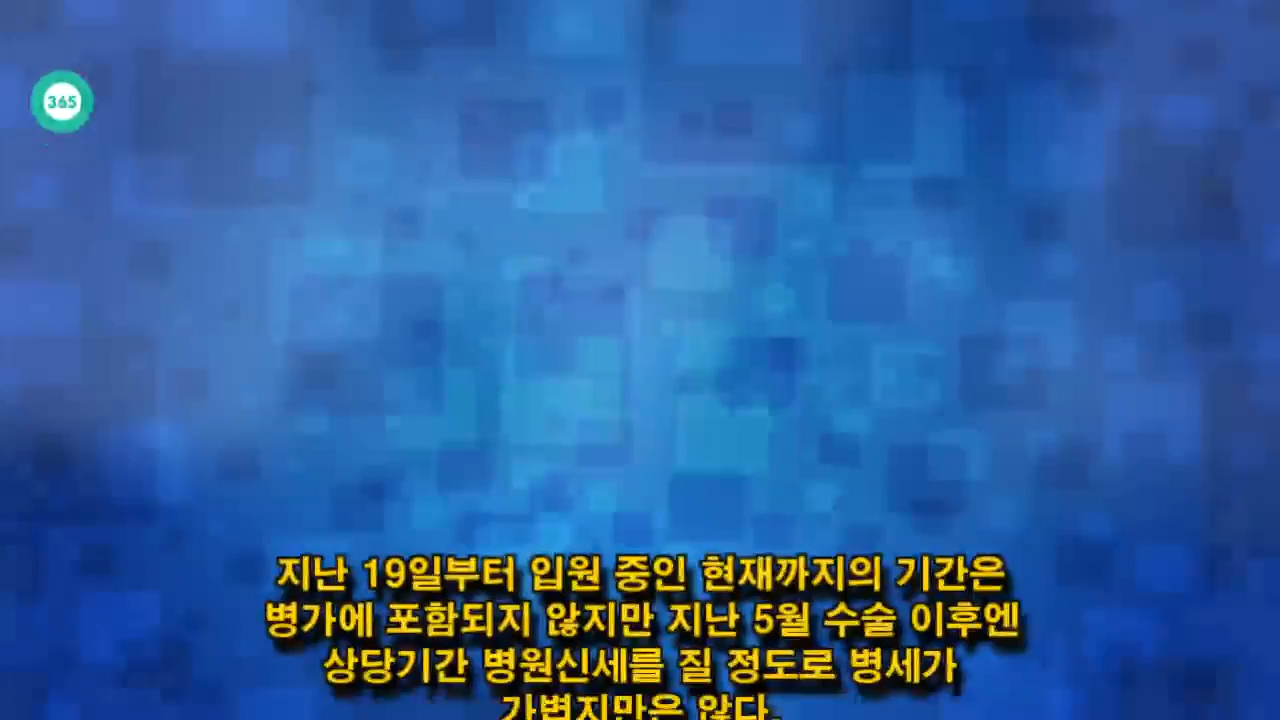 365
지난 19일부터 입원 중인 현재까지의 기간은
병가에 포함되지 않지만 지난 5월 수술 이후엔
상당기간 병원신세를 질 정도로 병세가
가볍지만은 않다.